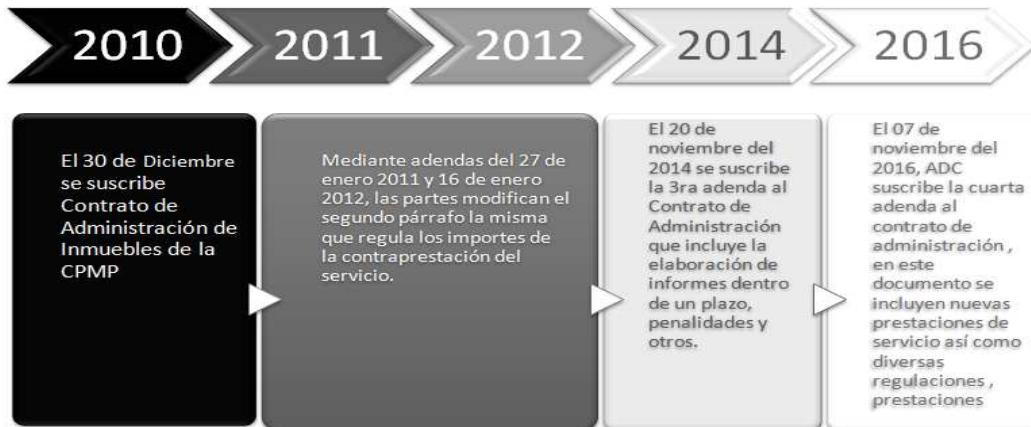 2010
2011
2012
2014
2016
El 30 de Diciembre
se suscribe
Contrato de
Administración de
Inmuebles de la
CPMP
Mediante adendas del 27 de
enero 2011 y 16 de enero
2012, las partes modifican el
segundo párrafo la misma
que regula los importes de
la contraprestación del
servicio.
El 20 de
noviembre del
2014 se suscribe
la 3ra adenda al
Contrato de
Administración
que incluye la
elaboración de
informes dentro
de un plazo,
penalidades y
otros.
El 07 de
noviembre del
2016, ADC
suscribe la cuarta
adenda al
contrato de
administración ,
en este
documento se
incluyen nuevas
prestaciones de
servicio así como
diversas
regulaciones ,
prestaciones